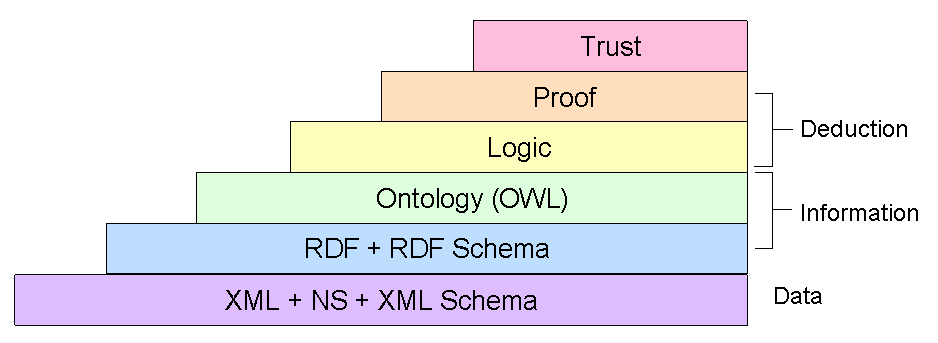 Trust
Proof
Deduction
Logic
Ontology (OWL)
Information
RDF + RDF Schema
XML + NS + XML Schema
Data